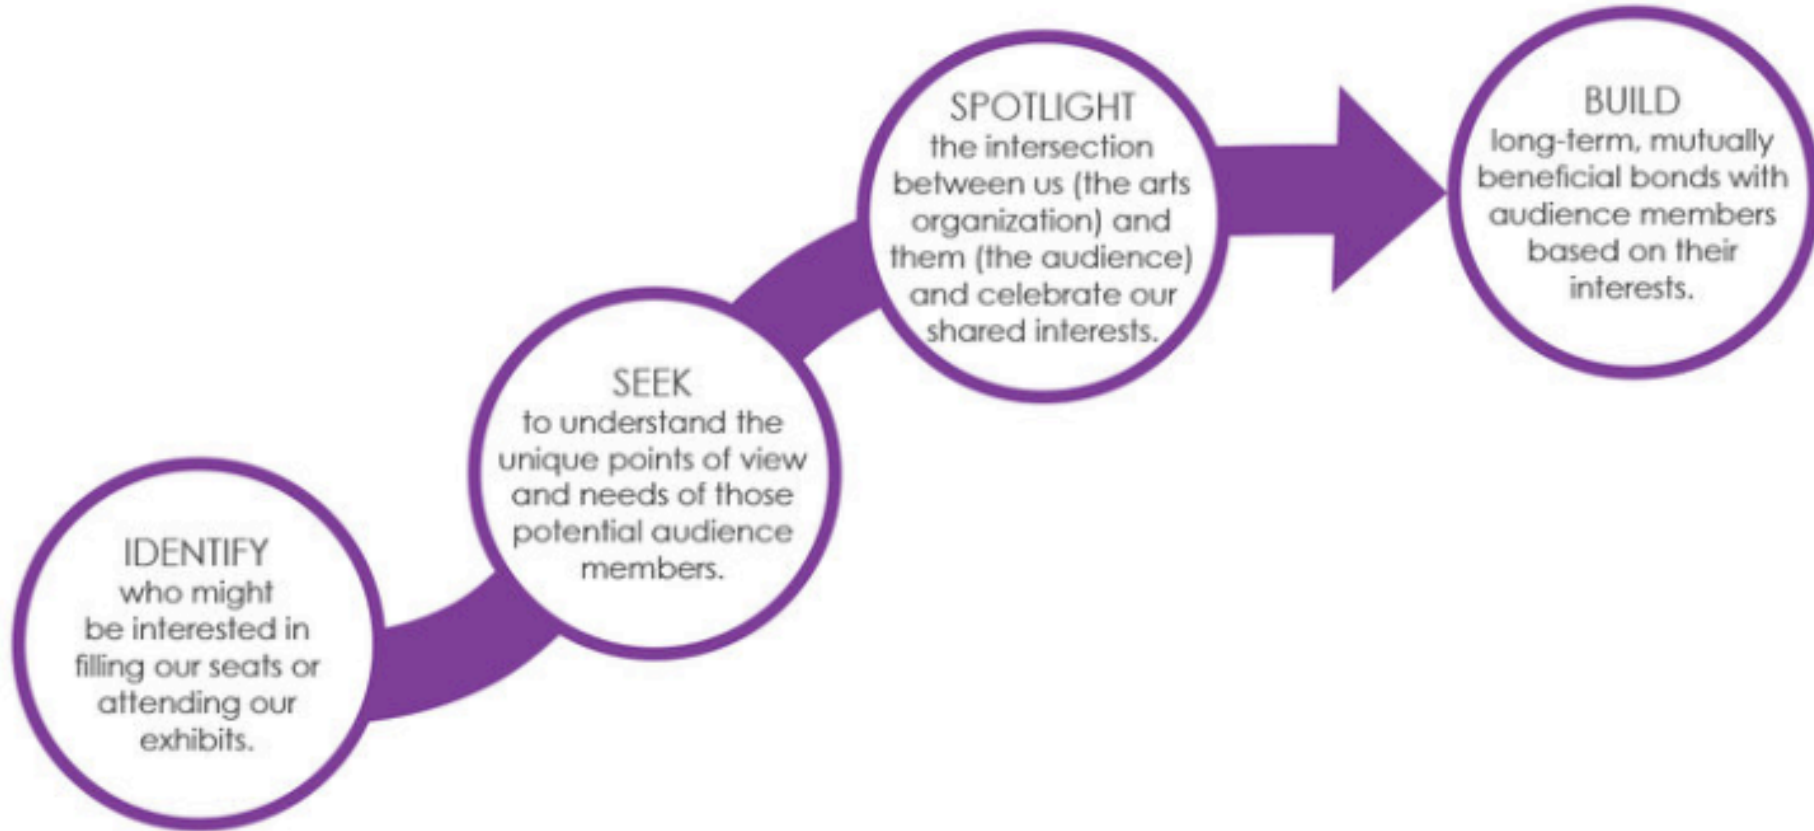 IDENTIFY
who might
be interested in
filling our seats or
attending our
exhibits.
SEEK
to understand the
unique points of view
and needs of those
potential audience
members.
SPOTLIGHT
the intersection
between us (the arts
organization) and
them (the audience)
and celebrate our
shared interests.
BUILD
long-term, mutually
beneficial bonds with
audience members
based on their
interests.